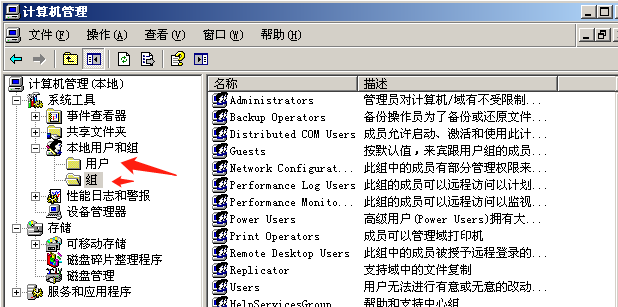 计算机管理
文件(F) 操作(A) 查看(V) 窗口(W) 帮助(H)
计算机管理(本地)
系统工具
事件查看器
共享文件夹
本地用户和组
用户
组
性能日志和警报
设备管理器
存储
可移动存储
磁盘碎片整理程序
磁盘管理
服务和应用程序
名称 描述
Administrators 管理员对计算机/域有不受限制...
Backup Operators 备份操作员为了备份或还原文件...
Distributed COM Users 成员允许启动、激活和使用此计...
Guests 按默认值，来宾跟用户组的成员...
Network Configurat... 此组中的成员有部分管理权限来...
Performance Log Users 此组的成员可以远程访问以计划...
Performance Monito... 此组的成员可以远程访问以监视...
Power Users 高级用户(Power Users)拥有大...
Print Operators 成员可以管理域打印机
Remote Desktop Users 此组中的成员被授予远程登录的...
Replicator 支持域中的文件复制
Users 用户无法进行有意或无意的改动...
HelpServicesGroup 帮助和支持中心组